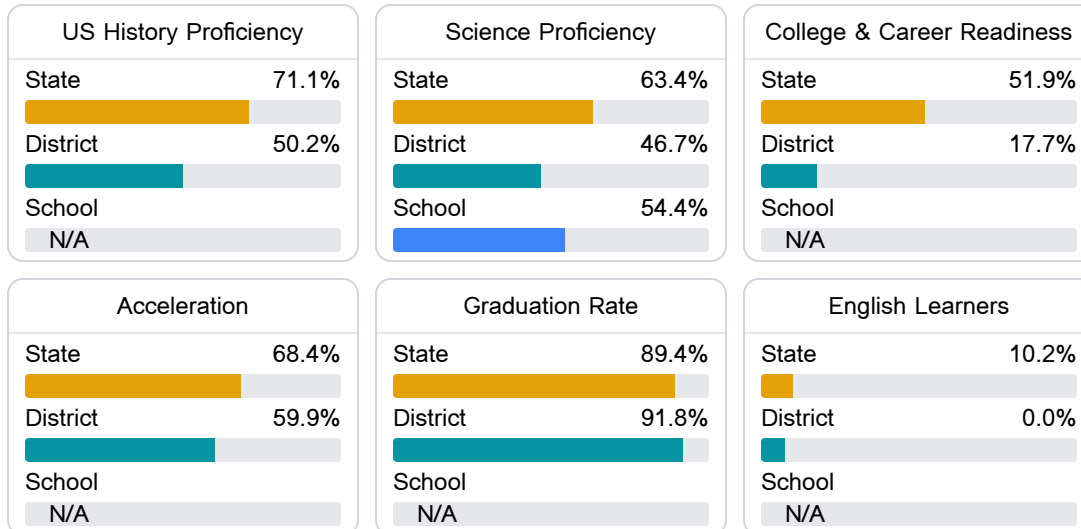 US History Proficiency
State 71.1%
District 50.2%
School
N/A
Science Proficiency
State 63.4%
District 46.7%
School 54.4%
College & Career Readiness
State 51.9%
District 17.7%
School
N/A
Acceleration
State 68.4%
District 59.9%
School
N/A
Graduation Rate
State 89.4%
District 91.8%
School
N/A
English Learners
State 10.2%
District 0.0%
School
N/A